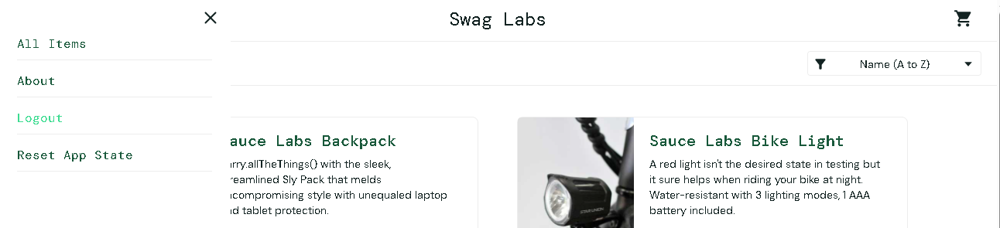 Swag Labs
All Items
About
Logout
Reset App State
Name (A to Z)
auce Labs Backpack
rry.allTheThings() with the sleek,
reamlined Sly Pack that melds
compromising style with unequaled laptop
d tablet protection.
Sauce Labs Bike Light
A red light isn't the desired state in testing but
it sure helps when riding your bike at night.
Water-resistant with 3 lighting modes, 1 AAA
battery included.
STAR UNION